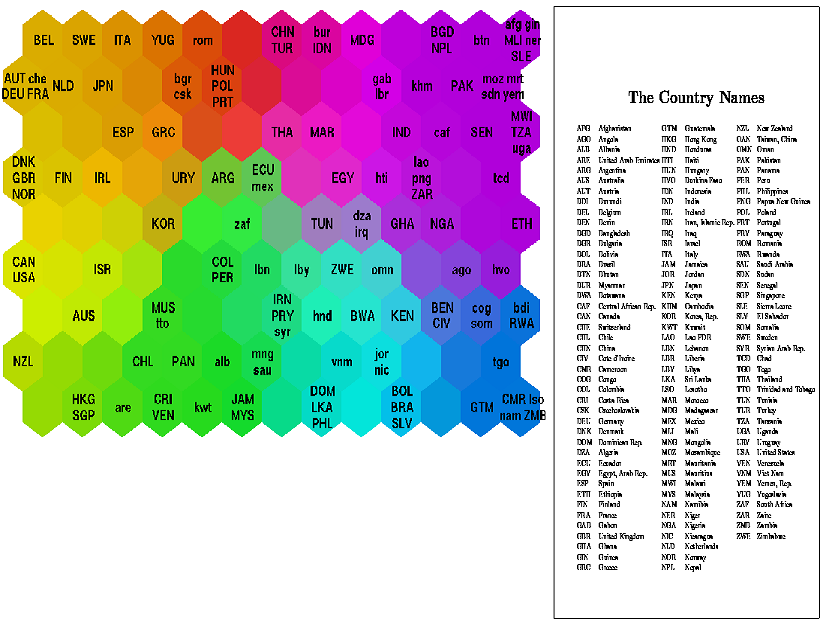 BEL SWE ITA YUG rom CHN TUR bur IDN MDG BGD NPL btn afg gin MLI ner SLE
AUT che DEU FRA NLD JPN bgr csk HUN POL PRT gab lbr khm PAK moz mrt sdn yem
ESP GRC THA MAR IND caf SEN MWI TZA uga
DNK GBR NOR FIN IRL URY ARG ECU mex EGY hti lao png ZAR tcd
KOR zaf TUN dza irq GHA NGA ETH
CAN USA ISR COL PER lbn lby ZWE omn ago hvo
AUS MUS tto IRN PRY syr hnd BWA KEN BEN CIV cog som bdi RWA
NZL CHL PAN alb mng sau vnm jor nic tgo
HKG SGP are CRI VEN kwt JAM MYS DOM LKA PHL BOL BRA SLV GTM CMR lso nam ZMB
The Country Names
AFG Afghanistan GTM Guatemala NZL New Zealand
AGO Angola HKG Hong Kong OAN Taiwan, China
ALB Albania HND Honduras OMN Oman
ARE United Arab Emirates HTI Haiti PAK Pakistan
ARG Argentina HUN Hungary PAN Panama
AUS Australia HVO Burkina Faso PER Peru
AUT Austria IDN Indonesia PHL Philippines
BDI Burundi IND India PNG Papua New Guinea
BEL Belgium IRL Ireland POL Poland
BEN Benin IRN Iran, Islamic Rep. PRT Portugal
BGD Bangladesh IRQ Iraq PRY Paraguay
BGR Bulgaria ISR Israel ROM Romania
BOL Bolivia ITA Italy RWA Rwanda
BRA Brazil JAM Jamaica SAU Saudi Arabia
BTN Bhutan JOR Jordan SDN Sudan
BUR Myanmar JPN Japan SEN Senegal
BWA Botswana KEN Kenya SGP Singapore
CAF Central African Rep. KHM Cambodia SLE Sierra Leone
CAN Canada KOR Korea, Rep. SLV El Salvador
CHE Switzerland KWT Kuwait SOM Somalia
CHL Chile LAO Lao PDR SWE Sweden
CHN China LBN Lebanon SYR Syrian Arab Rep.
CIV Cote d'Ivoire LBR Liberia TCD Chad
CMR Cameroon LBY Libya TGO Togo
COG Congo LKA Sri Lanka THA Thailand
COL Colombia LSO Lesotho TTO Trinidad and Tobago
CRI Costa Rica MAR Morocco TUN Tunisia
CSK Czechoslovakia MDG Madagascar TUR Turkey
DEU Germany MEX Mexico TZA Tanzania
DNK Denmark MLI Mali UGA Uganda
DOM Dominican Rep. MNG Mongolia URY Uruguay
DZA Algeria MOZ Mozambique USA United States
ECU Ecuador MRT Mauritania VEN Venezuela
EGY Egypt, Arab Rep. MUS Mauritius VNM Viet Nam
ESP Spain MWI Malawi YEM Yemen, Rep.
ETH Ethiopia MYS Malaysia YUG Yugoslavia
FIN Finland NAM Namibia ZAF South Africa
FRA France NER Niger ZAR Zaire
GAB Gabon NGA Nigeria ZMB Zambia
GBR United Kingdom NIC Nicaragua ZWE Zimbabwe
GHA Ghana NLD Netherlands
GIN Guinea NOR Norway
GRC Greece NPL Nepal